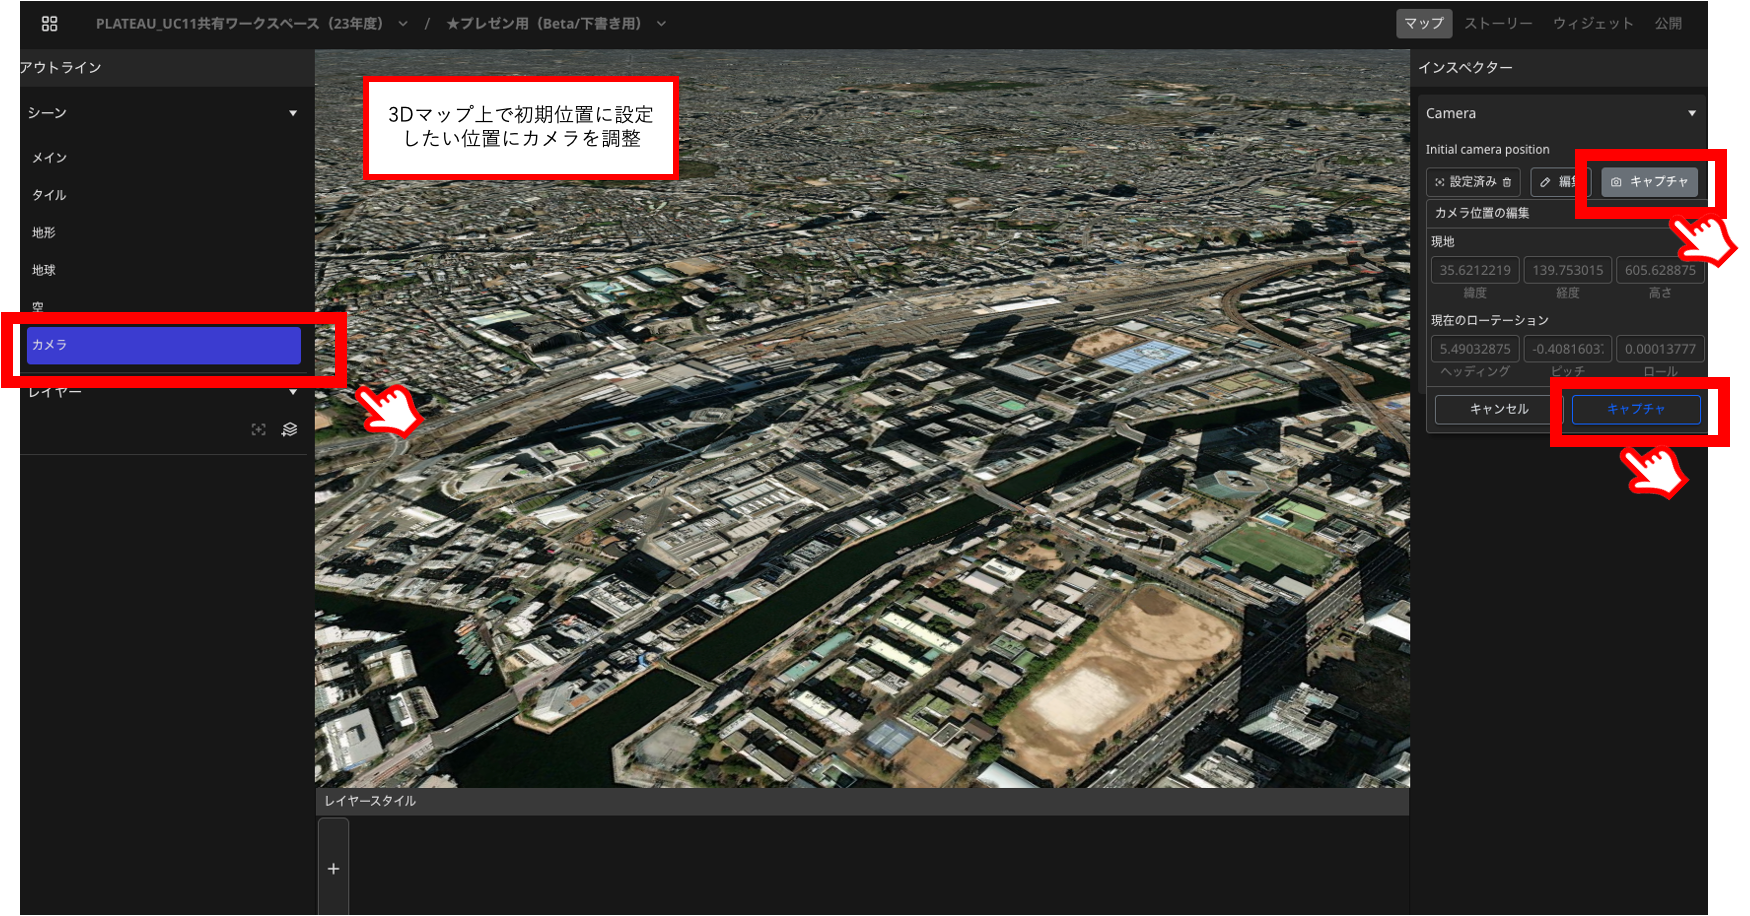 PLATEAU_UC11共有ワークスペース（23年度） / ★プレゼン用（Beta/下書き用）
マップ ストーリー ウィジェット 公開
アウトライン
シーン
メイン
タイル
地形
地球
空
カメラ
レイヤー
3Dマップ上で初期位置に設定
したい位置にカメラを調整
レイヤースタイル
+
インスペクター
Camera
Initial camera position
設定済み 編 キャプチャ
カメラ位置の編集
現地
35.6212219 139.753015 605.628875
緯度 経度 高さ
現在のローテーション
5.49032875 -0.4081603 0.00013777
ヘッディング ピッチ ロール
キャンセル キャプチャ